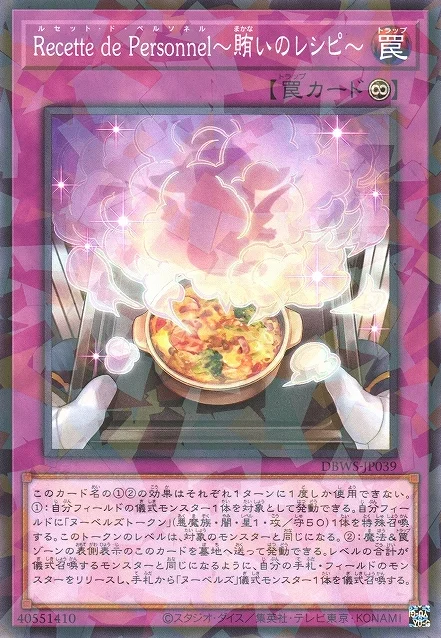 ルセット・ド・ペルソネル まかな
Recette de Personnel～賄いのレシピ～
トラップ
罠
トラップ
【罠カード】
DBWS-JP039
このカード名の①②の効果はそれぞれ1ターンに1度しか使用できない。
①：自分フィールドの儀式モンスター1体を対象として発動できる。自分フィー
ルドに「ヌーベルズトークン」（悪魔族・闇・星1・攻／守50）1体を特殊召喚
する。このトークンのレベルは、対象のモンスターと同じになる。②：魔法＆罠
ゾーンの表側表示のこのカードを墓地へ送って発動できる。レベルの合計が
儀式召喚するモンスターと同じになるように、自分の手札・フィールドのモン
スターをリリースし、手札から「ヌーベルズ」儀式モンスター1体を儀式召喚する。
40551410
©スタジオ・ダイス／集英社・テレビ東京・KONAMI